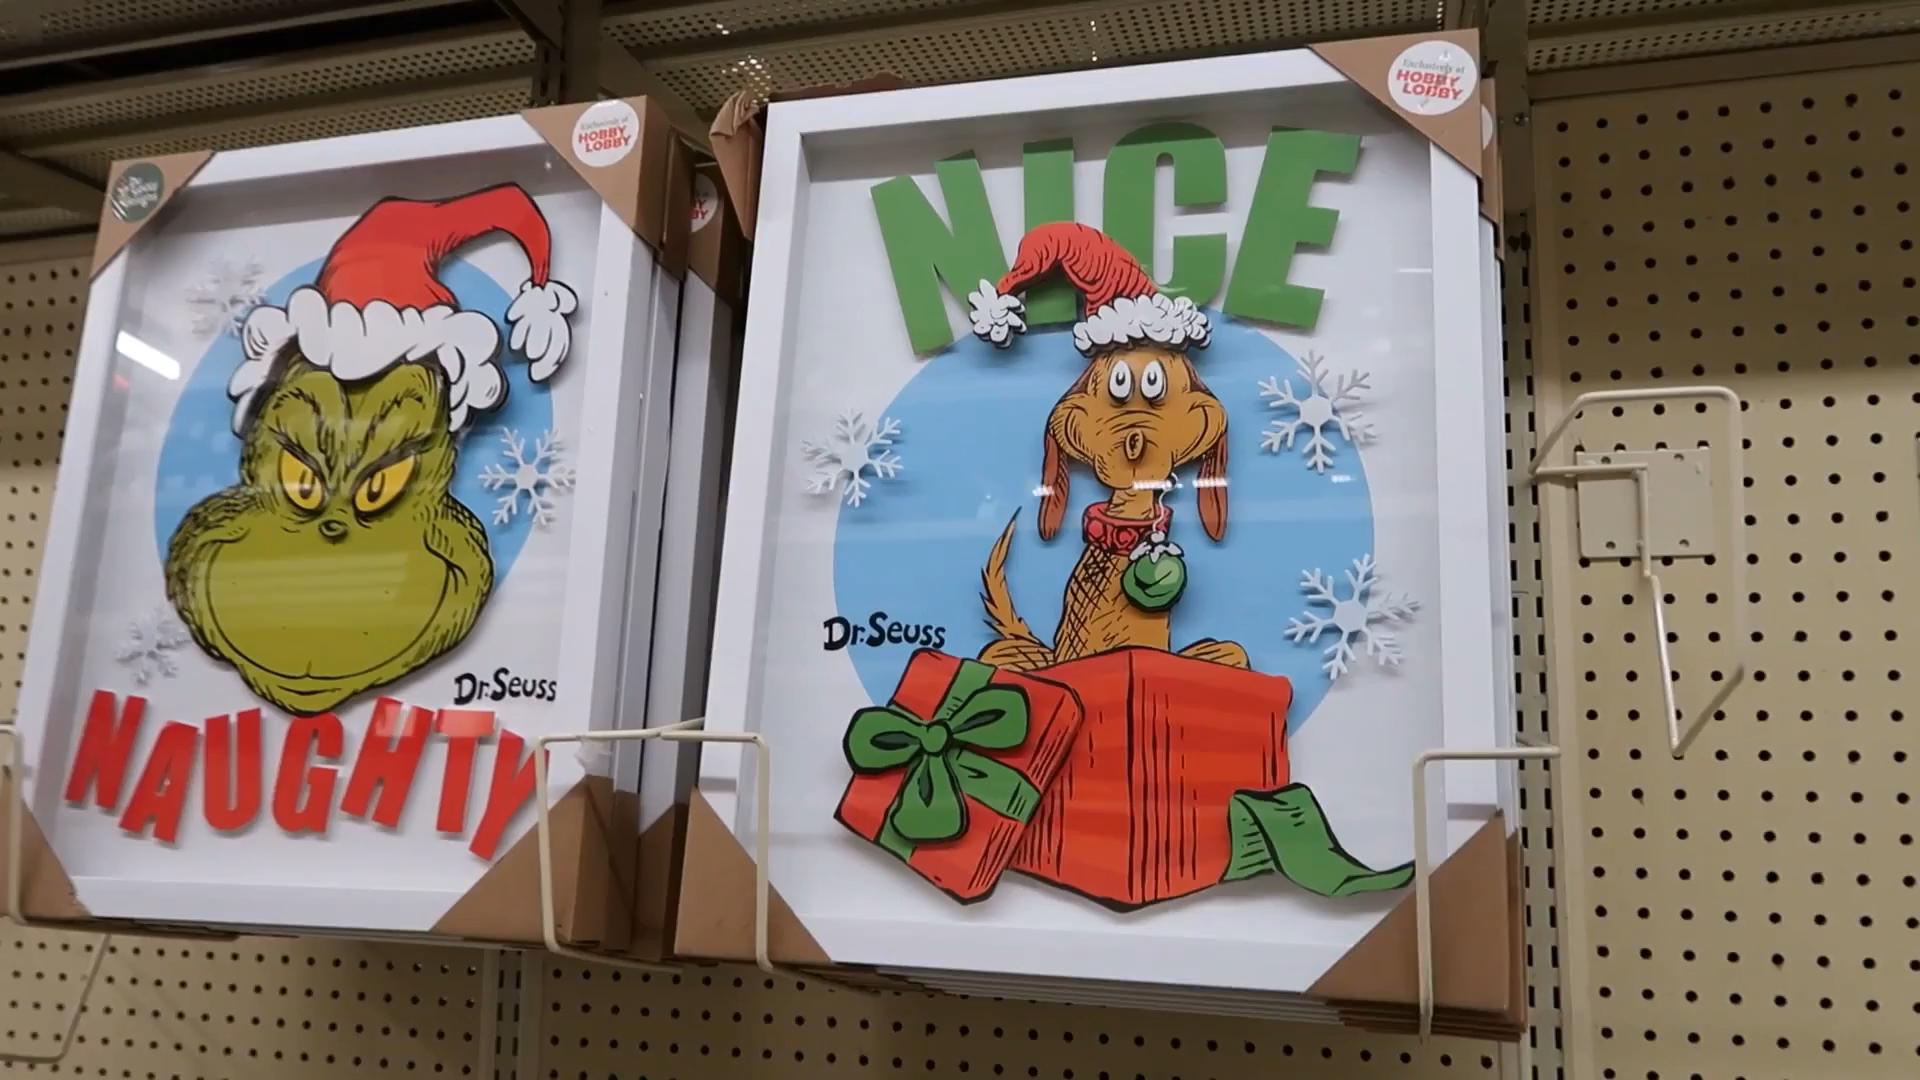 Exclusively at
HOBBY
LOBBY
Dr. Seuss
NAUGHTY
Exclusively at
HOBBY
LOBBY
NICE
Dr. Seuss